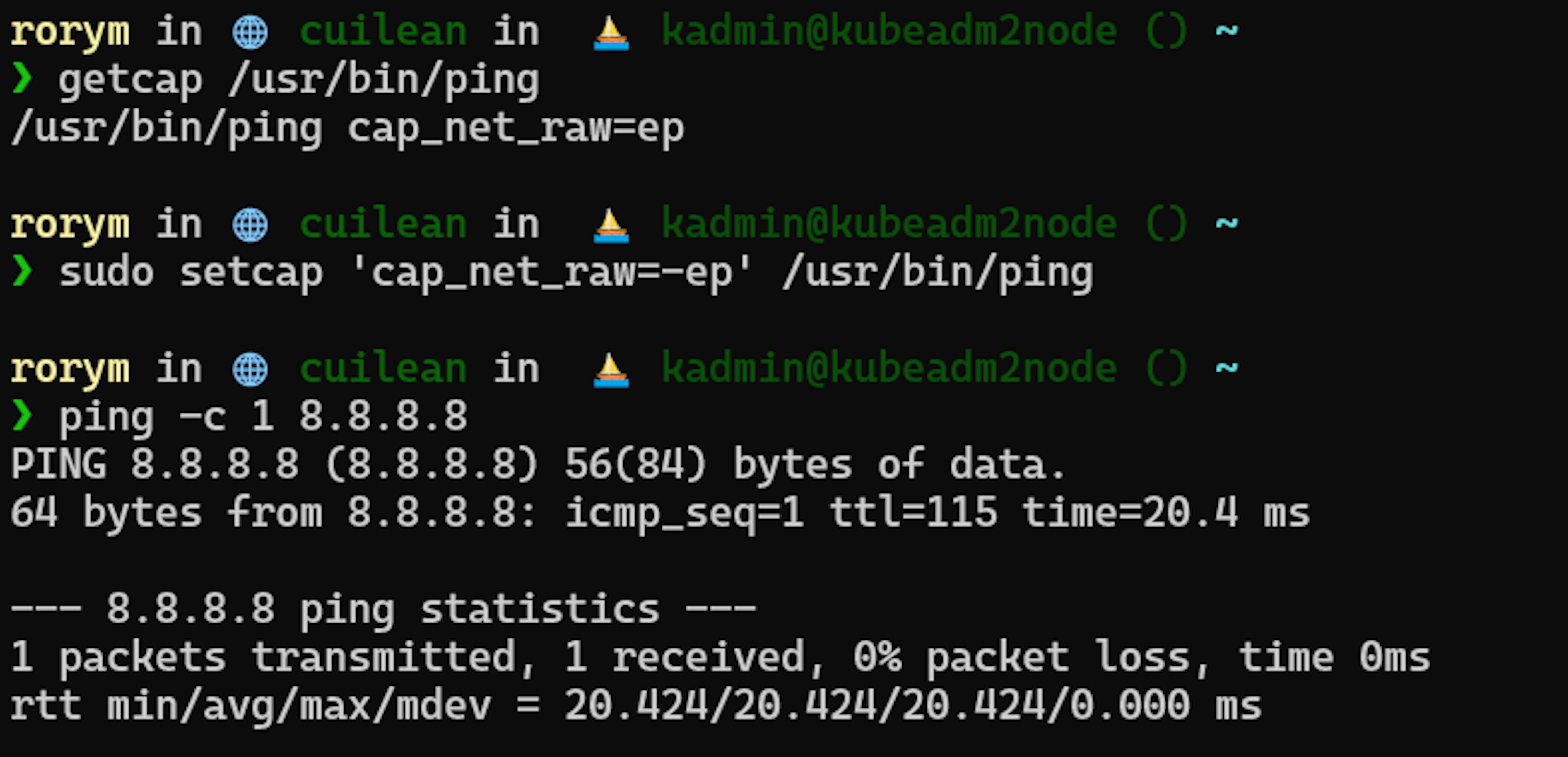 rorym in 🌐 cuilean in ⛵ kadmin@kubeadm2node () ~
❯ getcap /usr/bin/ping
/usr/bin/ping cap_net_raw=ep
rorym in 🌐 cuilean in ⛵ kadmin@kubeadm2node () ~
❯ sudo setcap 'cap_net_raw=-ep' /usr/bin/ping
rorym in 🌐 cuilean in ⛵ kadmin@kubeadm2node () ~
❯ ping -c 1 8.8.8.8
PING 8.8.8.8 (8.8.8.8) 56(84) bytes of data.
64 bytes from 8.8.8.8: icmp_seq=1 ttl=115 time=20.4 ms
--- 8.8.8.8 ping statistics ---
1 packets transmitted, 1 received, 0% packet loss, time 0ms
rtt min/avg/max/mdev = 20.424/20.424/20.424/0.000 ms